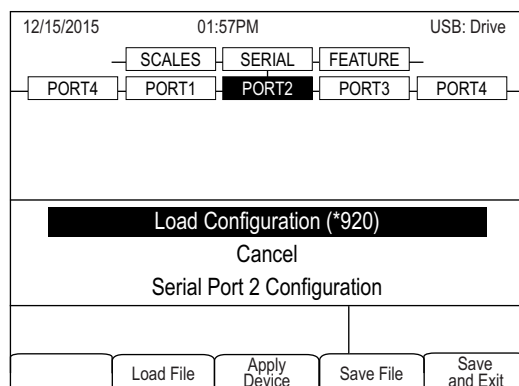 12/15/2015 01:57PM USB: Drive
SCALES SERIAL FEATURE
PORT4 PORT1 PORT2 PORT3 PORT4
Load Configuration (*920)
Cancel
Serial Port 2 Configuration
Load File Apply Device Save File Save and Exit